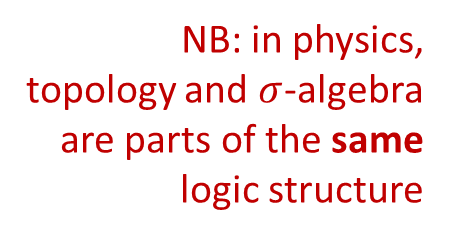 NB: in physics,
topology and 𝜎-algebra
are parts of the same
logic structure